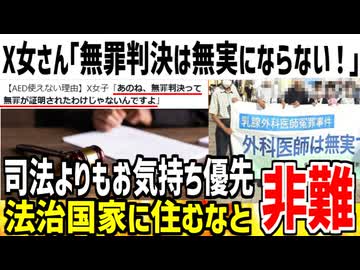 X女さん「無罪判決は無実にならない！」
【AED使えない理由】X女子「あのね、無罪判決って
無罪が証明されたわけじゃないんですよ」
乳腺外科医師冤罪事件
外科医師は無実
司法よりもお気持ち優先
法治国家に住むなと
非難